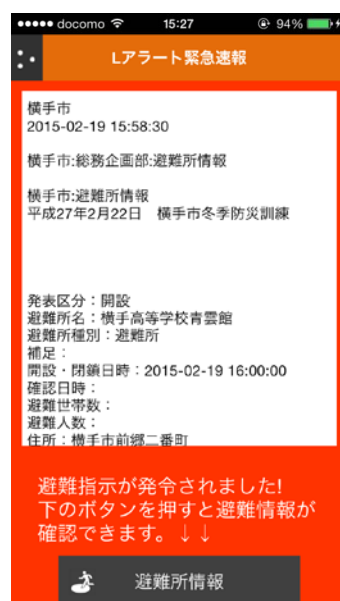 docomo 15:27 94%
Lアラート緊急速報
横手市
2015-02-19 15:58:30
横手市:総務企画部:避難所情報
横手市:避難所情報
平成27年2月22日 横手市冬季防災訓練
発表区分：開設
避難所名：横手高等学校青雲館
避難所種別：避難所
補足：
開設・閉鎖日時：2015-02-19 16:00:00
確認日時：
避難世帯数：
避難人数：
住所：横手市前郷二番町
避難指示が発令されました!
下のボタンを押すと避難情報が
確認できます。↓↓
避難所情報